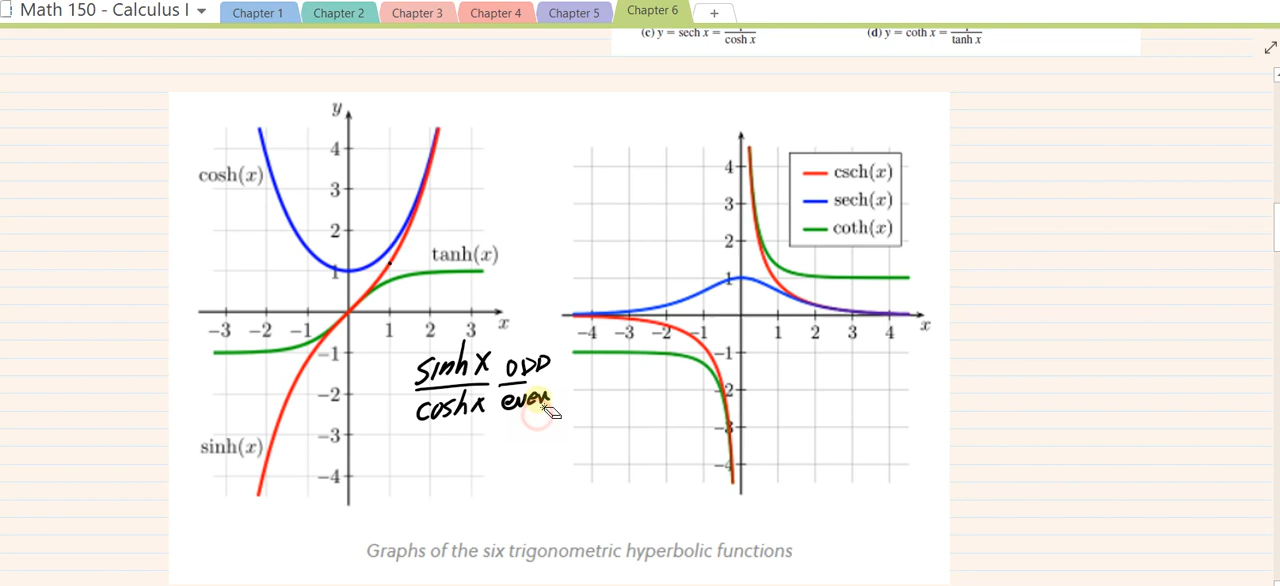 Math 150 - Calculus I
Chapter 1
Chapter 2
Chapter 3
Chapter 4
Chapter 5
Chapter 6
+
(c) y = sech x =
cosh x
(d) y = coth x =
tanh x
y
4
3
2
1
cosh(x)
tanh(x)
−3 −2 −1 1 2 3 x
−1
−2
−3
−4
sinh(x)
sinh x ODD
cosh x even
4
3
2
1
csch(x)
sech(x)
coth(x)
−4 −3 −2 −1 1 2 3 4 x
−1
−2
−3
−4
Graphs of the six trigonometric hyperbolic functions